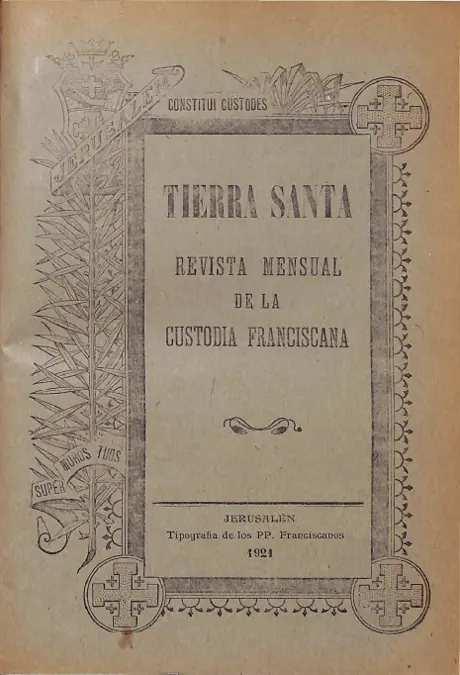 JERUSALEM
CONSTITUI CUSTODES
TIERRA SANTA
REVISTA MENSUAL
DE LA
CUSTODIA FRANCISCANA
SUPER MUROS TUOS
JERUSALÉN
Tipografía de los PP. Franciscanos
1921